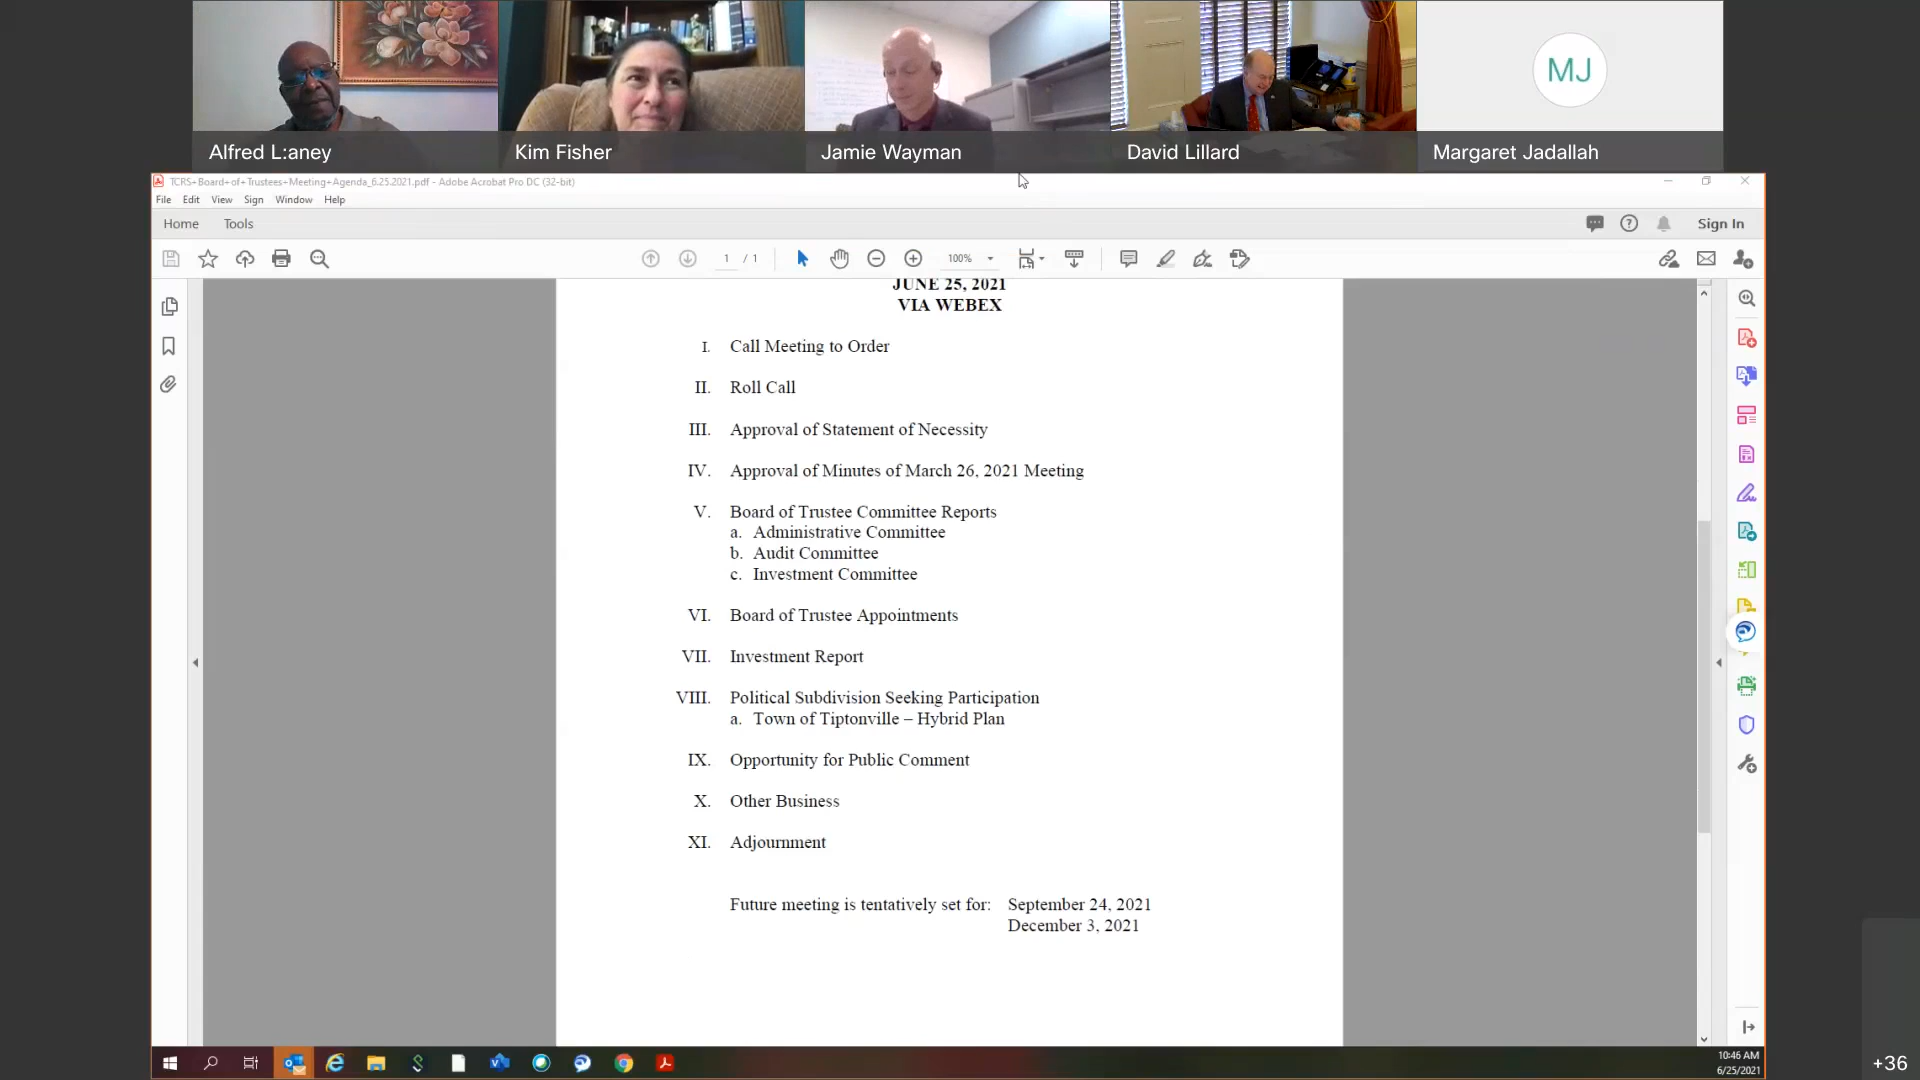 Alfred L:aney
Kim Fisher
Jamie Wayman
David Lillard
MJ
Margaret Jadallah
TCRS+Board+of+Trustees+Meeting+Agenda_6.25.2021.pdf - Adobe Acrobat Pro DC (32-bit)
File Edit View Sign Window Help
Home Tools
Sign In
1 / 1
100%
JUNE 25, 2021
VIA WEBEX
I. Call Meeting to Order
II. Roll Call
III. Approval of Statement of Necessity
IV. Approval of Minutes of March 26, 2021 Meeting
V. Board of Trustee Committee Reports
a. Administrative Committee
b. Audit Committee
c. Investment Committee
VI. Board of Trustee Appointments
VII. Investment Report
VIII. Political Subdivision Seeking Participation
a. Town of Tiptonville – Hybrid Plan
IX. Opportunity for Public Comment
X. Other Business
XI. Adjournment
Future meeting is tentatively set for: September 24, 2021
December 3, 2021
10:46 AM
6/25/2021
+36